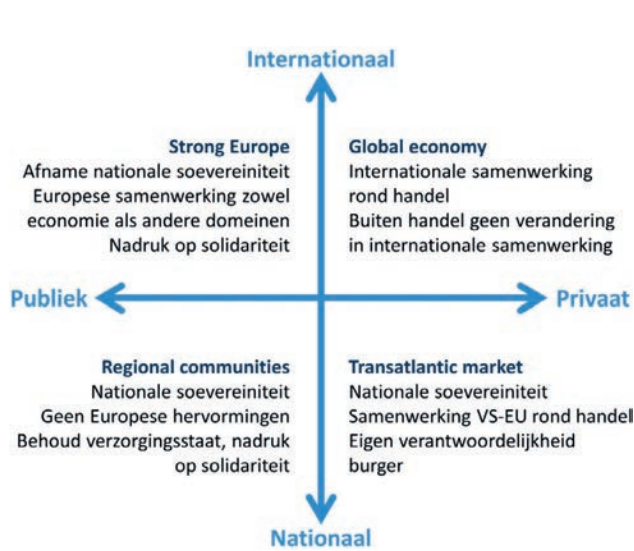 Internationaal
Strong Europe
Afname nationale soevereiniteit
Europese samenwerking zowel
economie als andere domeinen
Nadruk op solidariteit
Global economy
Internationale samenwerking
rond handel
Buiten handel geen verandering
in internationale samenwerking
Publiek
Privaat
Regional communities
Nationale soevereiniteit
Geen Europese hervormingen
Behoud verzorgingsstaat, nadruk
op solidariteit
Transatlantic market
Nationale soevereiniteit
Samenwerking VS-EU rond handel
Eigen verantwoordelijkheid
burger
Nationaal